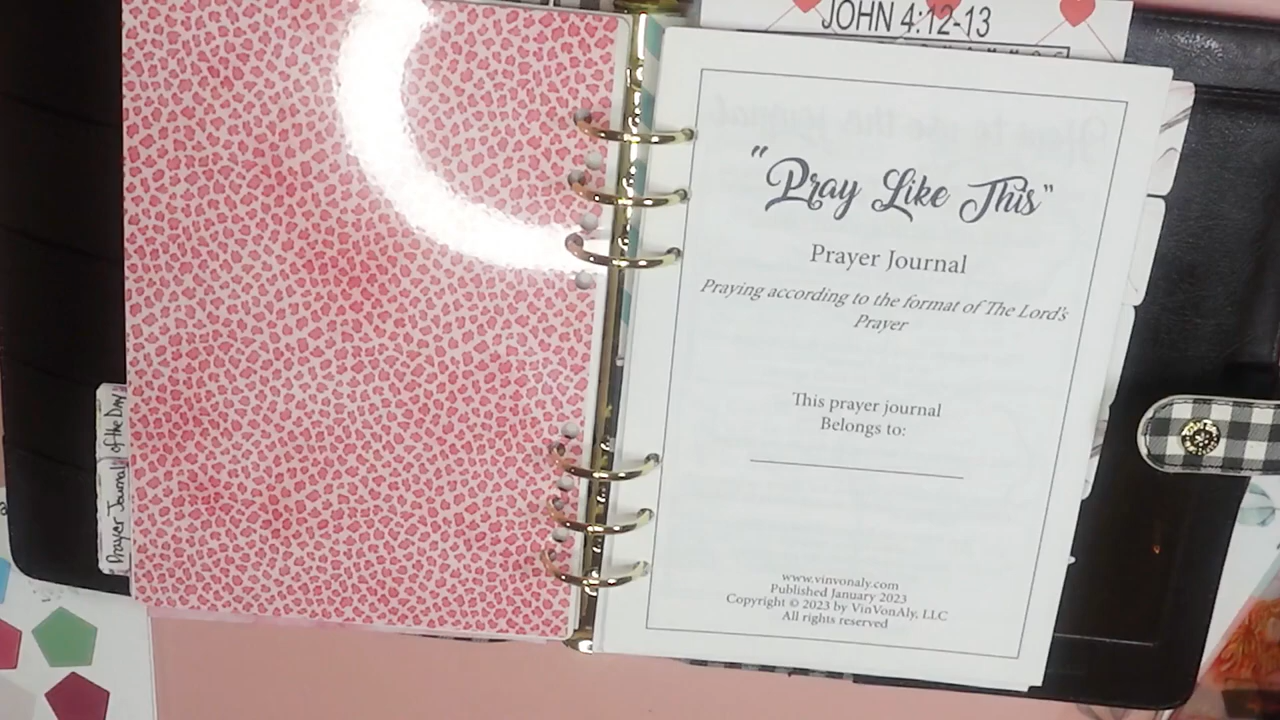 JOHN 4:12-13
"Pray Like This"
Prayer Journal
Praying according to the format of The Lord's
Prayer
This prayer journal
Belongs to:
www.vinvonaly.com
Published January 2023
Copyright © 2023 by VinVonAly, LLC
All rights reserved
Prayer Journal
of the Day